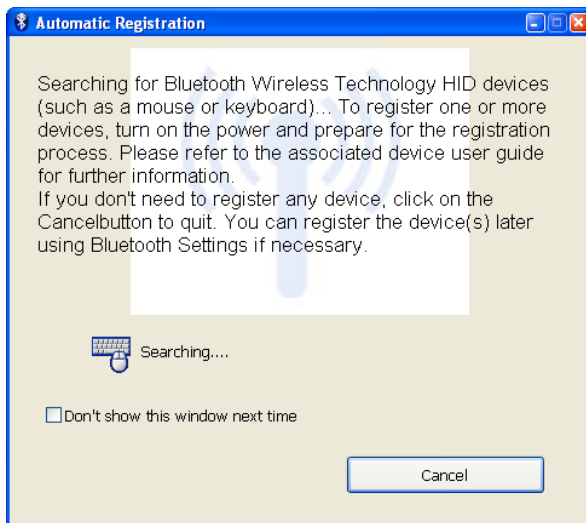 Automatic Registration
Searching for Bluetooth Wireless Technology HID devices
(such as a mouse or keyboard)... To register one or more
devices, turn on the power and prepare for the registration
process. Please refer to the associated device user guide
for further information.
If you don't need to register any device, click on the
Cancelbutton to quit. You can register the device(s) later
using Bluetooth Settings if necessary.
Searching....
Don't show this window next time
Cancel